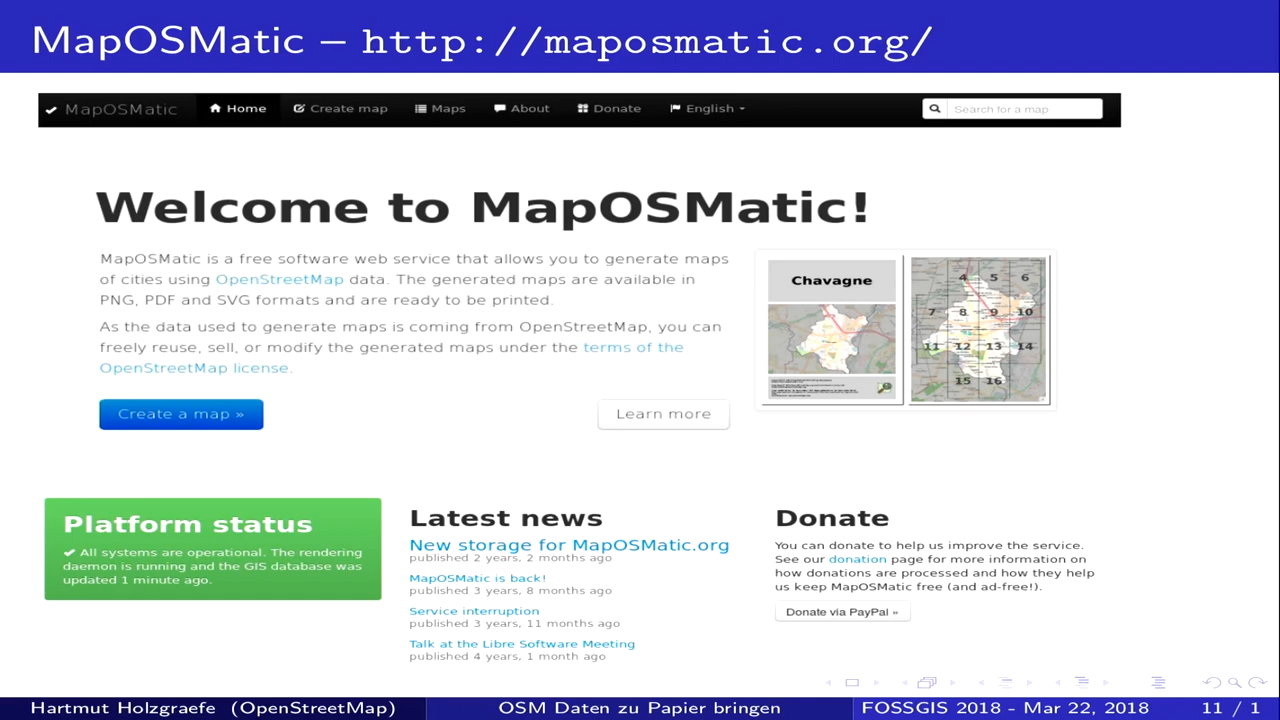 MapOSMatic – http://maposmatic.org/
MapOSMatic Home Create map Maps About Donate English Search for a map
Welcome to MapOSMatic!
MapOSMatic is a free software web service that allows you to generate maps
of cities using OpenStreetMap data. The generated maps are available in
PNG, PDF and SVG formats and are ready to be printed.
As the data used to generate maps is coming from OpenStreetMap, you can
freely reuse, sell, or modify the generated maps under the terms of the
OpenStreetMap license.
Create a map »
Learn more
Chavagne
4 5 6
7 8 9 10
11 12 13 14
15 16
Platform status
All systems are operational. The rendering
daemon is running and the GIS database was
updated 1 minute ago.
Latest news
New storage for MapOSMatic.org
published 2 years, 2 months ago
MapOSMatic is back!
published 3 years, 8 months ago
Service interruption
published 3 years, 11 months ago
Talk at the Libre Software Meeting
published 4 years, 1 month ago
Donate
You can donate to help us improve the service.
See our donation page for more information on
how donations are processed and how they help
us keep MapOSMatic free (and ad-free!).
Donate via PayPal »
Hartmut Holzgraefe (OpenStreetMap) OSM Daten zu Papier bringen FOSSGIS 2018 - Mar 22, 2018 11 / 1